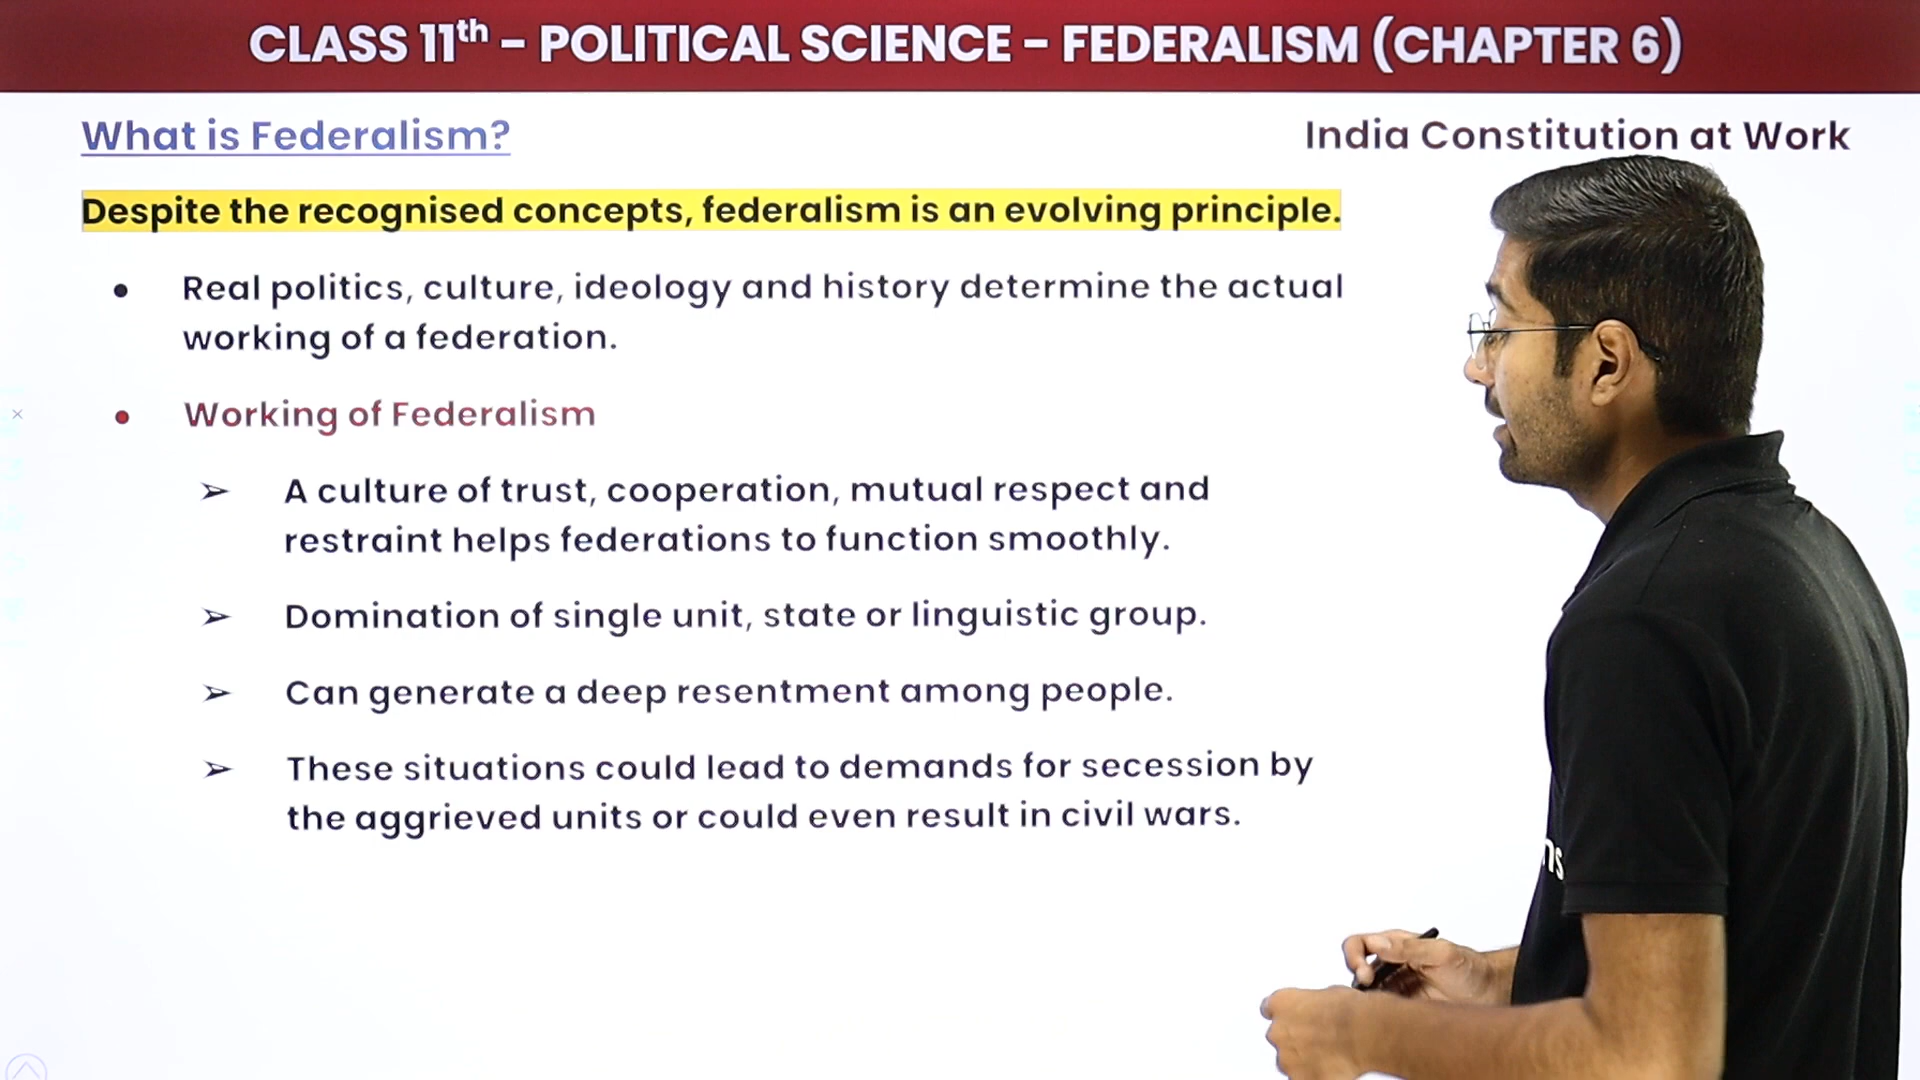 CLASS 11th – POLITICAL SCIENCE – FEDERALISM (CHAPTER 6)
What is Federalism?
India Constitution at Work
Despite the recognised concepts, federalism is an evolving principle.
• Real politics, culture, ideology and history determine the actual
working of a federation.
• Working of Federalism
➢ A culture of trust, cooperation, mutual respect and
restraint helps federations to function smoothly.
➢ Domination of single unit, state or linguistic group.
➢ Can generate a deep resentment among people.
➢ These situations could lead to demands for secession by
the aggrieved units or could even result in civil wars.